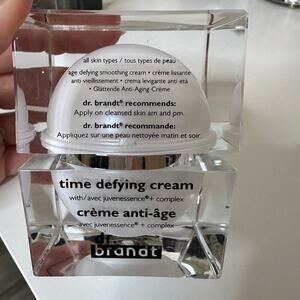 all skin types / tous types de peau
age defying smoothing cream • crème lissante
anti-vieillissement • crema levigante anti-età
• Glättende Anti-Aging-Crème
dr. brandt® recommends:
Apply on cleansed skin am and pm.
dr. brandt® recommande:
Appliquez sur une peau nettoyée matin et soir.
time defying cream
with/avec juvenessence®+ complex
crème anti-âge
avec juvenessence® + complex
dr.
brandt